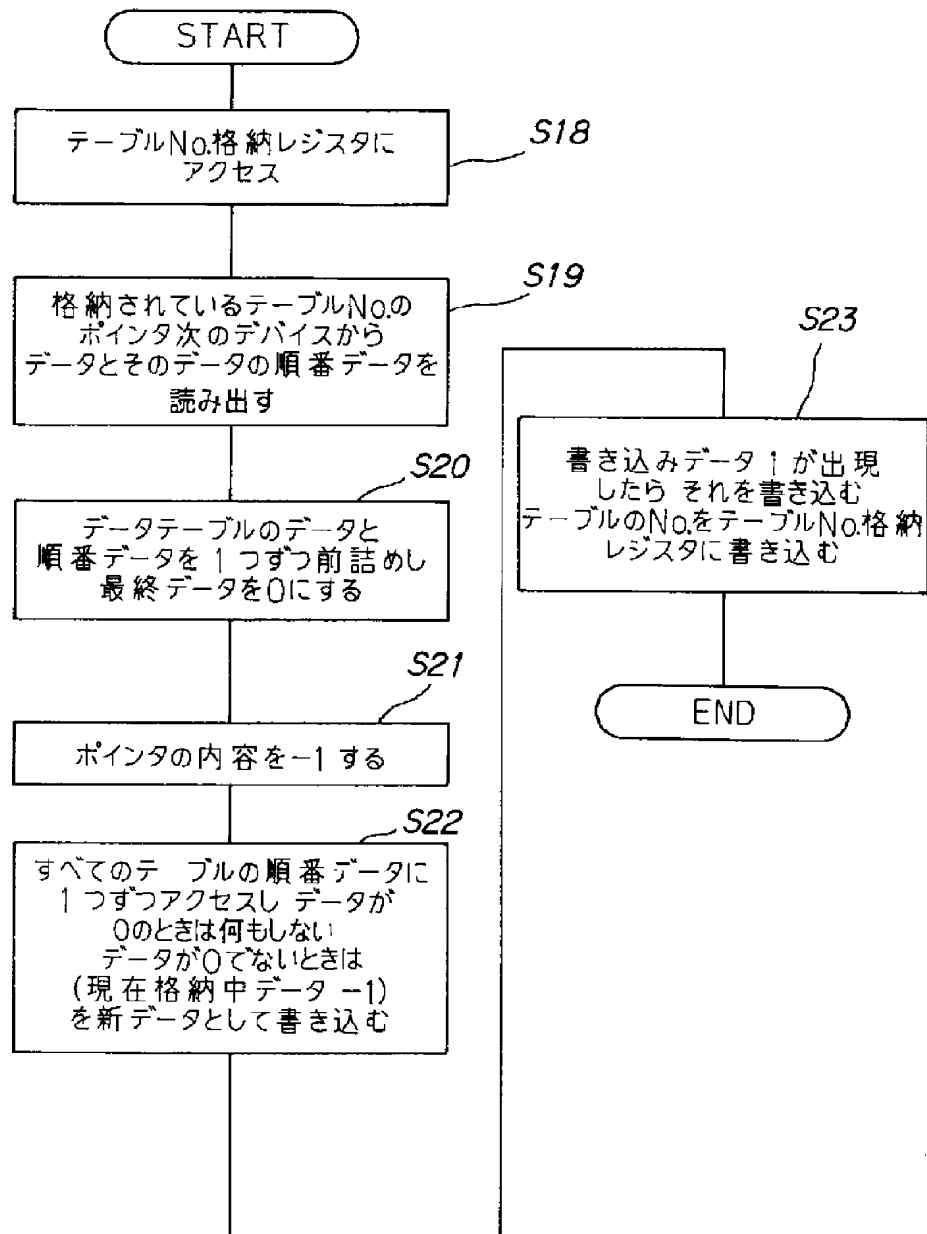 START
テーブルNo.格納レジスタに
アクセス
S18
格納されているテーブルNo.の
ポインタ次のデバイスから
データとそのデータの順番データを
読み出す
S19
データテーブルのデータと
順番データを1つずつ前詰めし
最終データを0にする
S20
ポインタの内容を-1する
S21
すべてのテーブルの順番データに
1つずつアクセスし データが
0のときは何もしない
データが0でないときは
(現在格納中データ-1)
を新データとして書き込む
S22
書き込みデータ1が出現
したら それを書き込む
テーブルのNo.をテーブルNo.格納
レジスタに書き込む
S23
END